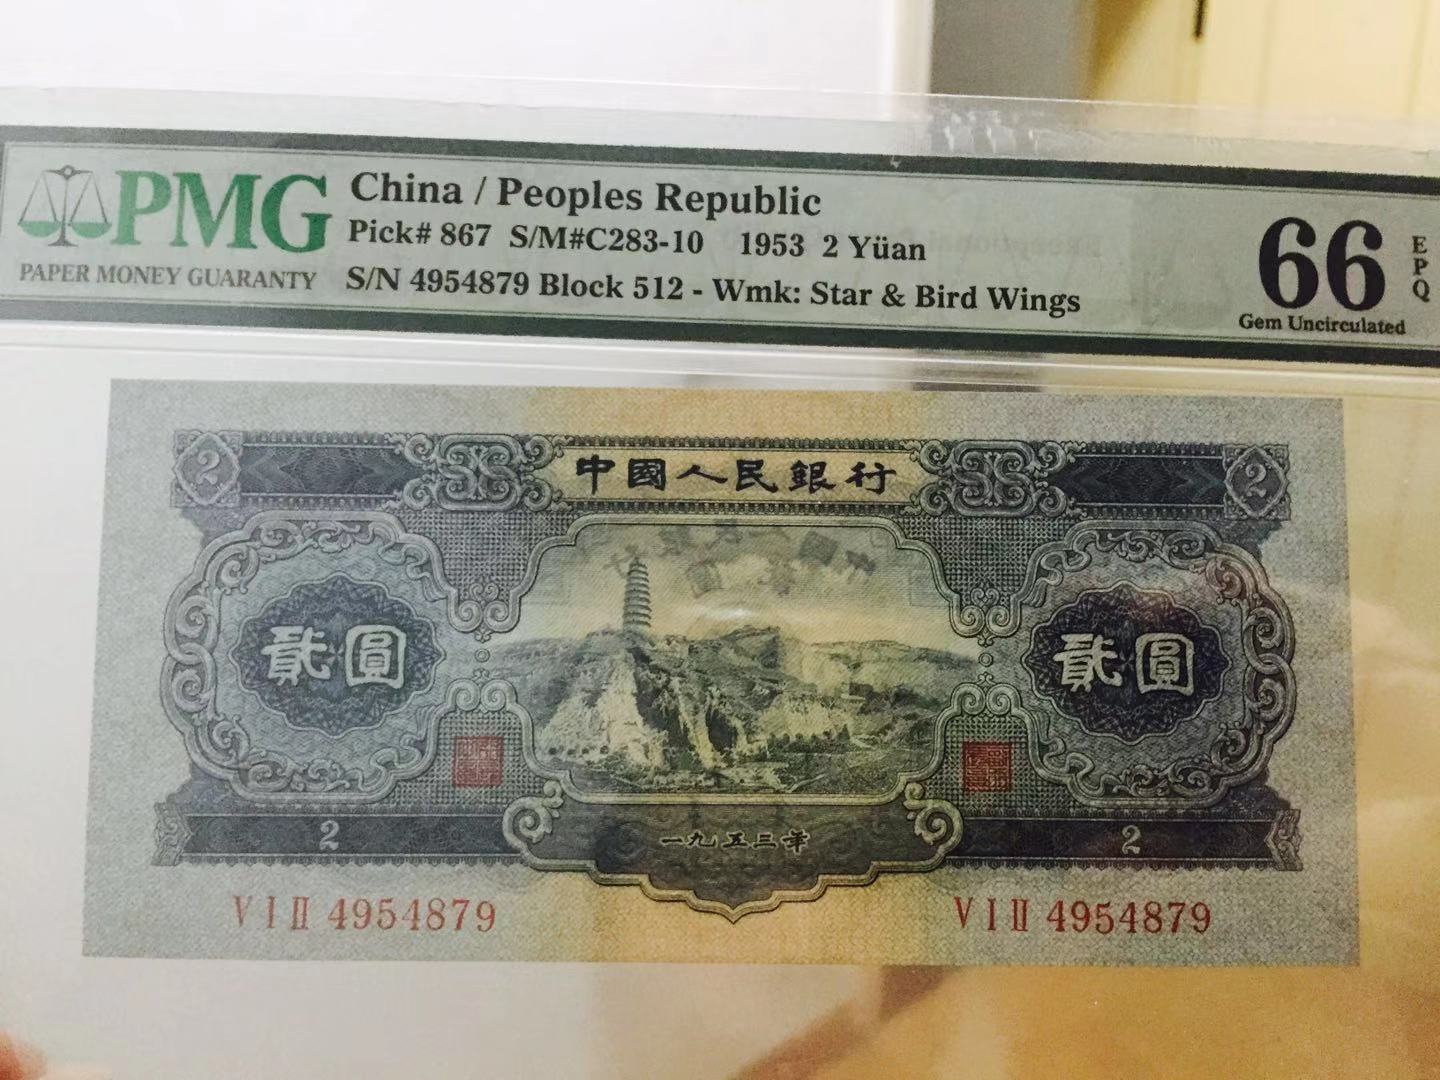 PMG
PAPER MONEY GUARANTY
China / Peoples Republic
Pick# 867 S/M#C283-10 1953 2 Yüan
S/N 4954879 Block 512 - Wmk: Star & Bird Wings
66
EPQ
Gem Uncirculated
2
中國人民銀行
2
貳圓
貳圓
2
一九五三年
2
V I II 4954879
V I II 4954879